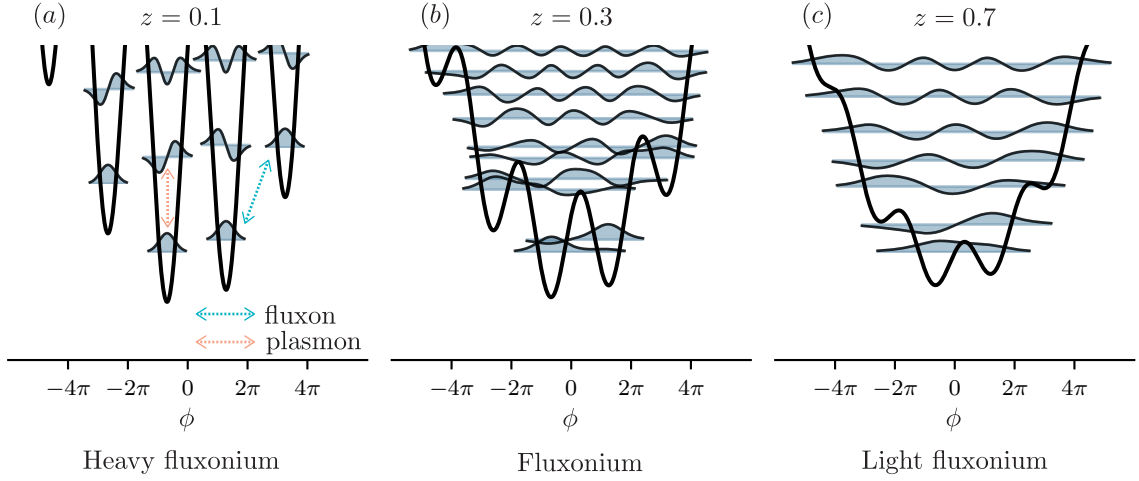 (a) z = 0.1 (b) z = 0.3 (c) z = 0.7
fluxon
plasmon
−4π −2π 0 2π 4π −4π −2π 0 2π 4π −4π −2π 0 2π 4π
ϕ ϕ ϕ
Heavy fluxonium Fluxonium Light fluxonium